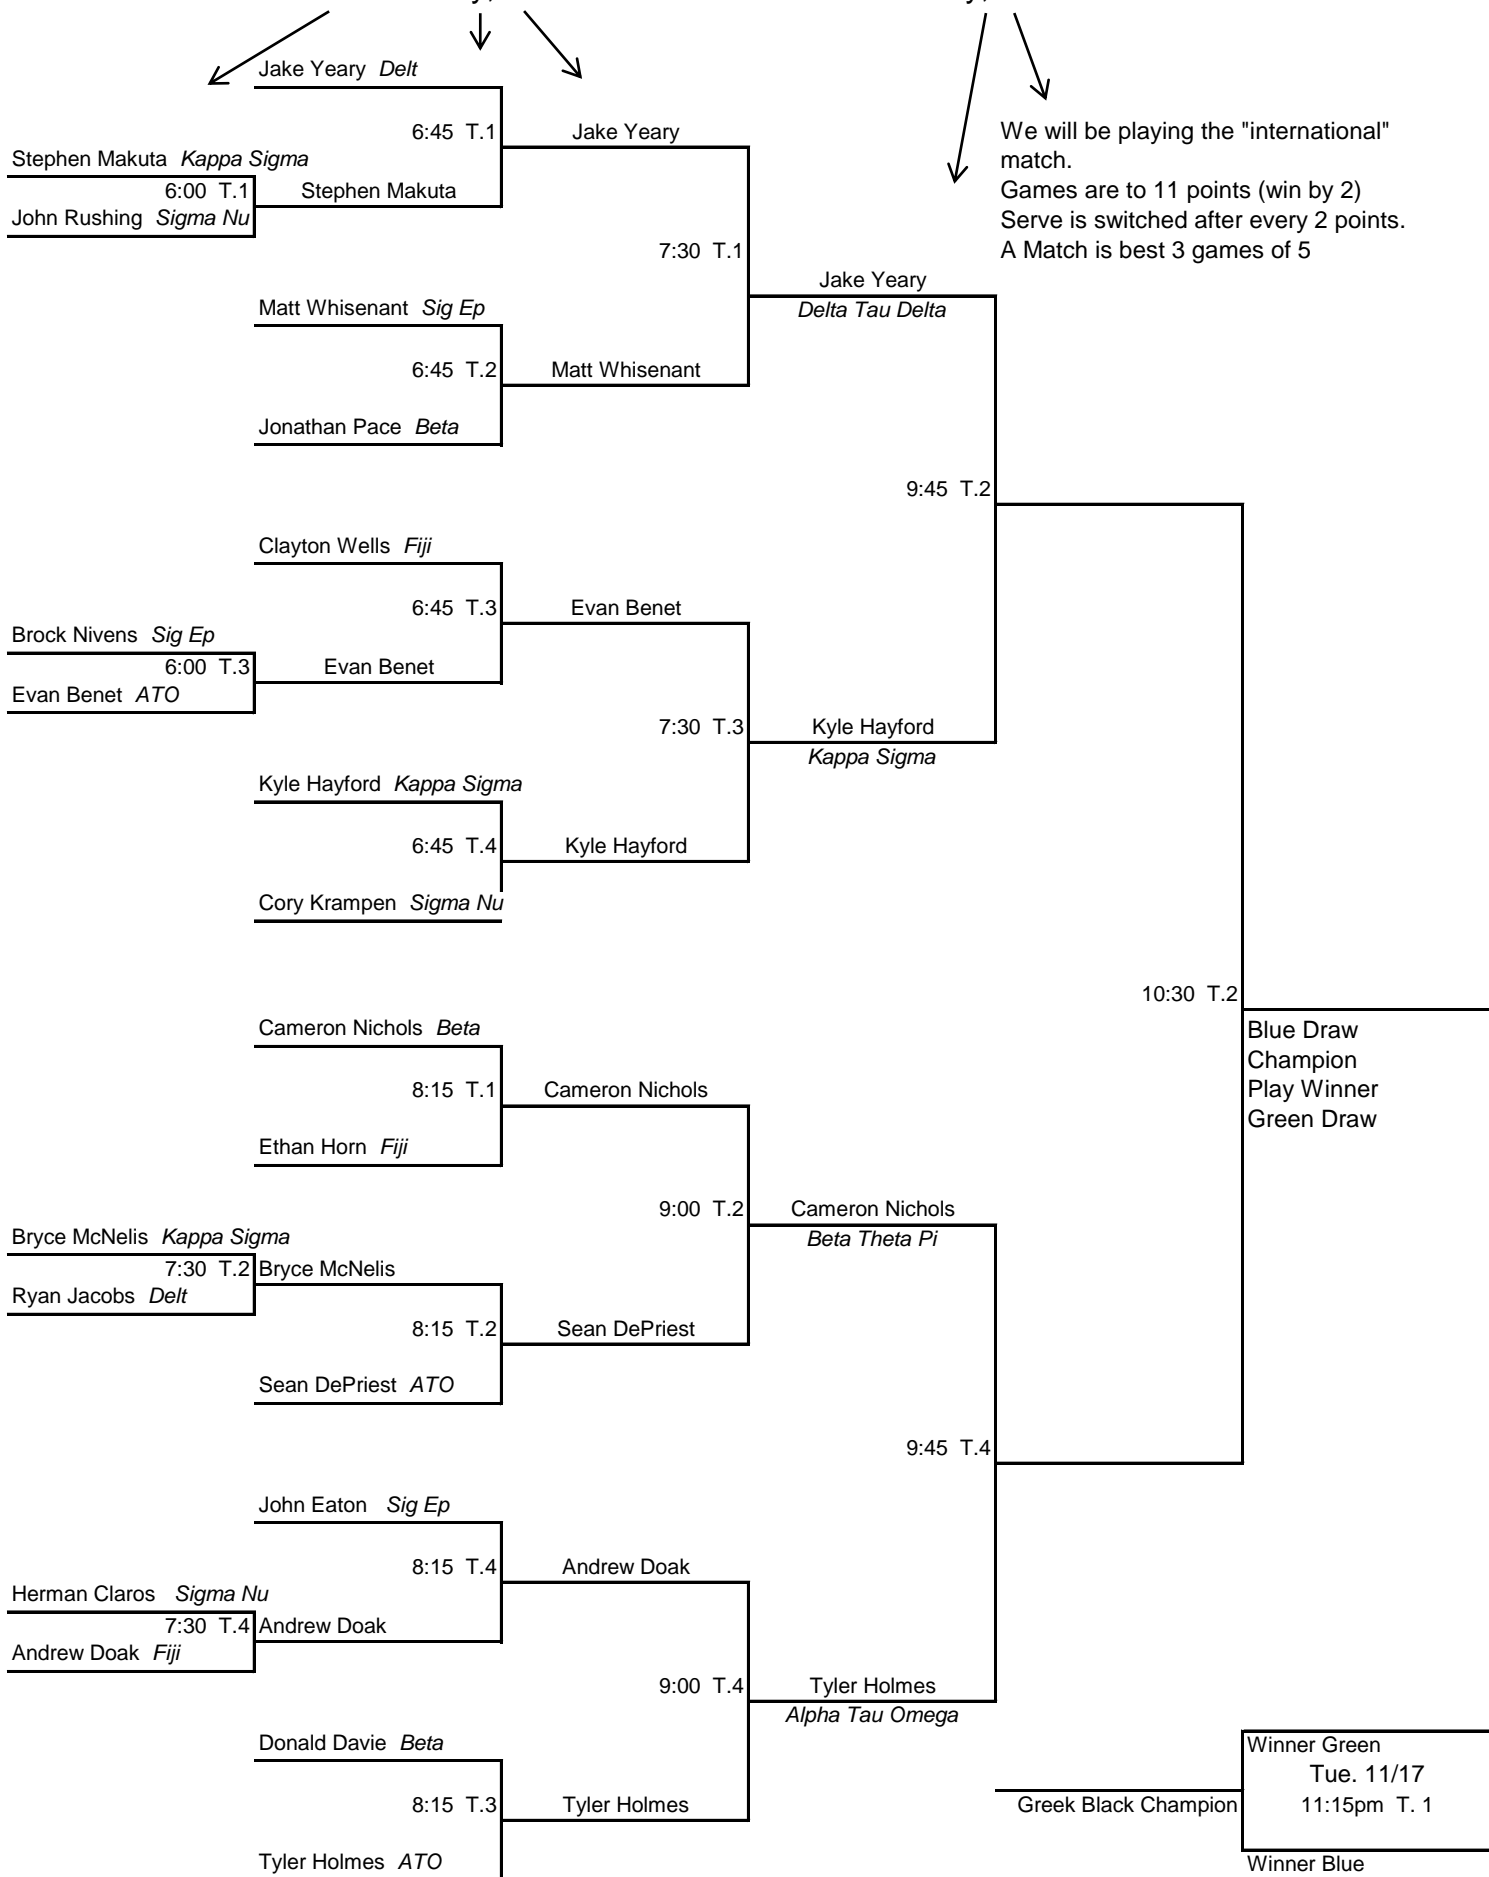 Jake Yeary Delt
6:45 T.1
Jake Yeary
We will be playing the "international"
match.
Games are to 11 points (win by 2)
Serve is switched after every 2 points.
A Match is best 3 games of 5
Stephen Makuta Kappa Sigma
6:00 T.1
Stephen Makuta
John Rushing Sigma Nu
7:30 T.1
Jake Yeary
Delta Tau Delta
Matt Whisenant Sig Ep
6:45 T.2
Matt Whisenant
Jonathan Pace Beta
9:45 T.2
Clayton Wells Fiji
6:45 T.3
Evan Benet
Brock Nivens Sig Ep
6:00 T.3
Evan Benet
Evan Benet ATO
7:30 T.3
Kyle Hayford
Kappa Sigma
Kyle Hayford Kappa Sigma
6:45 T.4
Kyle Hayford
Cory Krampen Sigma Nu
10:30 T.2
Blue Draw
Champion
Play Winner
Green Draw
Cameron Nichols Beta
8:15 T.1
Cameron Nichols
Ethan Horn Fiji
9:00 T.2
Cameron Nichols
Beta Theta Pi
Bryce McNelis Kappa Sigma
7:30 T.2
Bryce McNelis
Ryan Jacobs Delt
8:15 T.2
Sean DePriest
Sean DePriest ATO
9:45 T.4
John Eaton Sig Ep
8:15 T.4
Andrew Doak
Herman Claros Sigma Nu
7:30 T.4
Andrew Doak
Andrew Doak Fiji
9:00 T.4
Tyler Holmes
Alpha Tau Omega
Donald Davie Beta
8:15 T.3
Tyler Holmes
Tyler Holmes ATO
Winner Green
Tue. 11/17
Greek Black Champion
11:15pm T. 1
Winner Blue